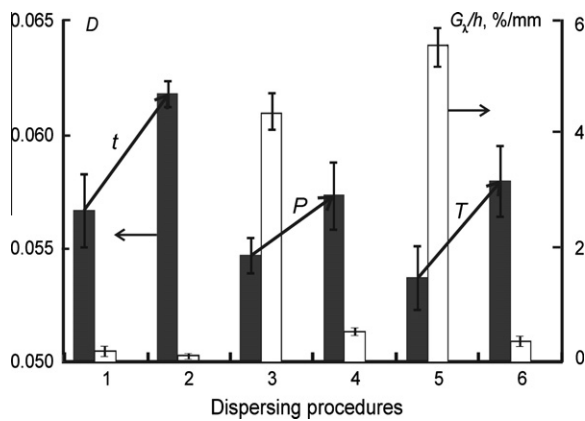 0.065
D
G_λ/h, %/mm
6
0.060
t
4
P
T
0.055
2
0.050
0
1 2 3 4 5 6
Dispersing procedures